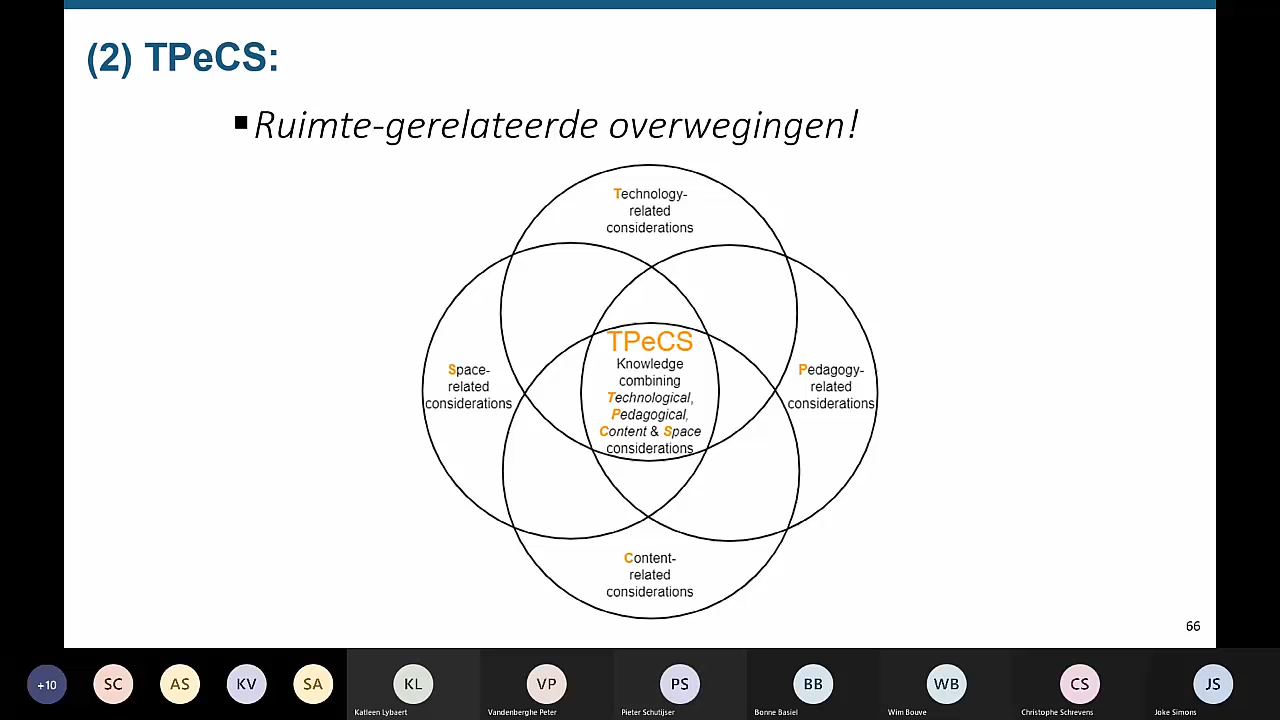 (2) TPeCS:
▪ Ruimte-gerelateerde overwegingen!
Technology-
related
considerations
Space-
related
considerations
TPeCS
Knowledge
combining
Technological,
Pedagogical,
Content & Space
considerations
Pedagogy-
related
considerations
Content-
related
considerations
66
+10
SC
AS
KV
SA
KL
VP
PS
BB
WB
CS
JS
Katleen Lybaert
Vandenberghe Peter
Pieter Schutijser
Bonne Basiel
Wim Bouve
Christophe Schrevens
Joke Simons